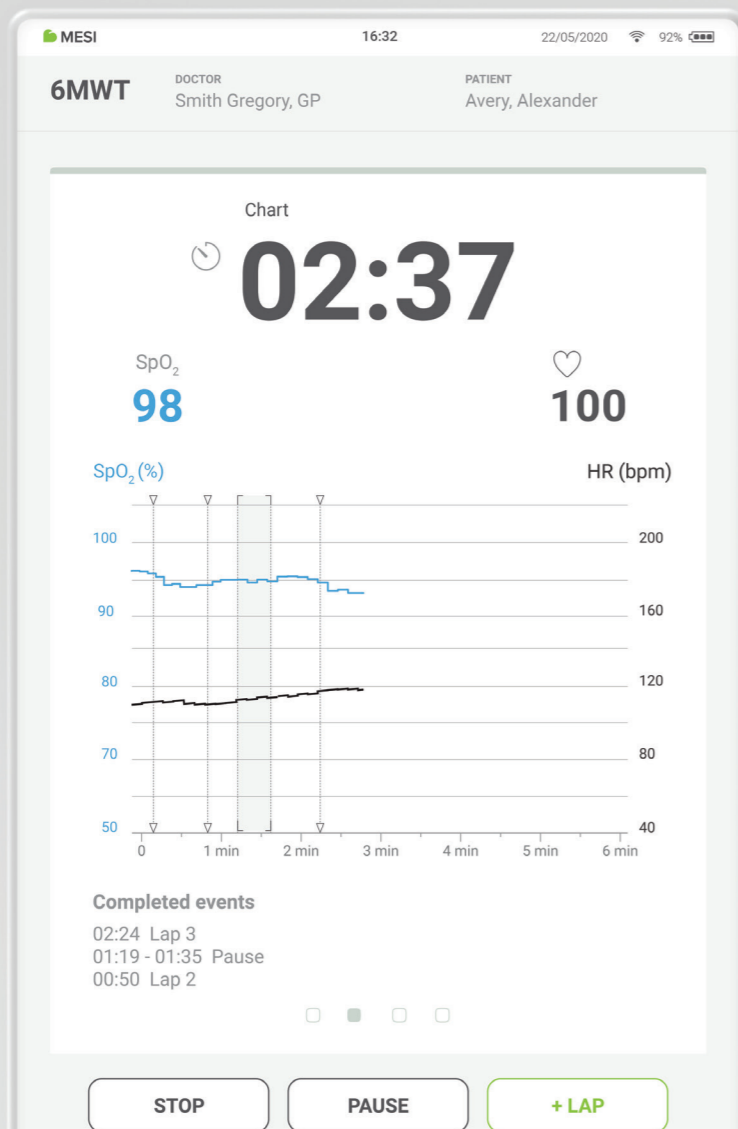 MESI 16:32 22/05/2020 92%
6MWT
DOCTOR PATIENT
Smith Gregory, GP Avery, Alexander
Chart
02:37
SpO₂
98 100
SpO₂ (%) HR (bpm)
100 200
90 160
80 120
70 80
50 40
0 1 min 2 min 3 min 4 min 5 min 6 min
Completed events
02:24 Lap 3
01:19 - 01:35 Pause
00:50 Lap 2
STOP PAUSE + LAP